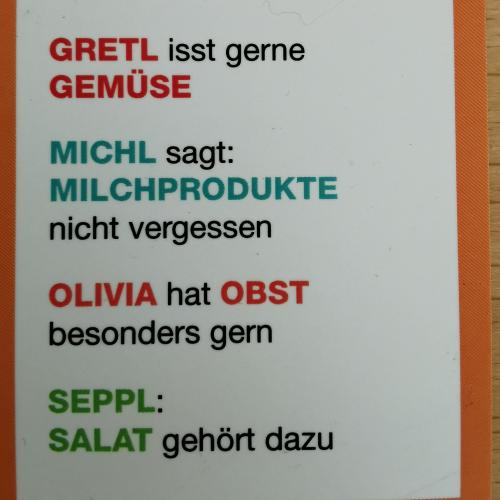 GRETL isst gerne
GEMÜSE
MICHL sagt:
MILCHPRODUKTE
nicht vergessen
OLIVIA hat OBST
besonders gern
SEPPL:
SALAT gehört dazu